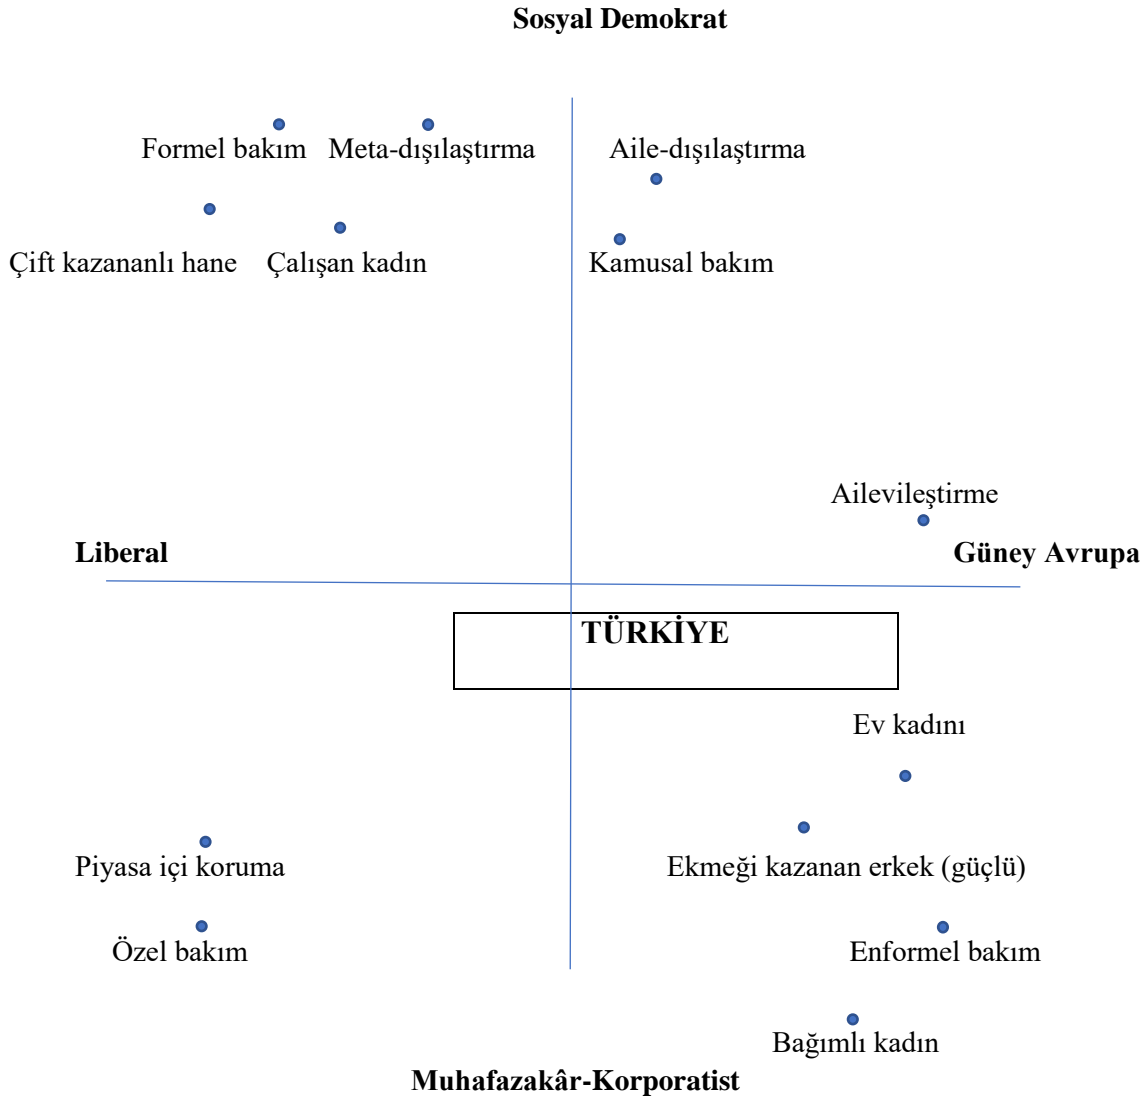 Sosyal Demokrat
Formel bakım
Meta-dışılaştırma
Aile-dışılaştırma
Çift kazananlı hane
Çalışan kadın
Kamusal bakım
Ailevileştirme
Liberal
Güney Avrupa
TÜRKİYE
Ev kadını
Piyasa içi koruma
Ekmeği kazanan erkek (güçlü)
Özel bakım
Enformel bakım
Bağımlı kadın
Muhafazakâr-Korporatist